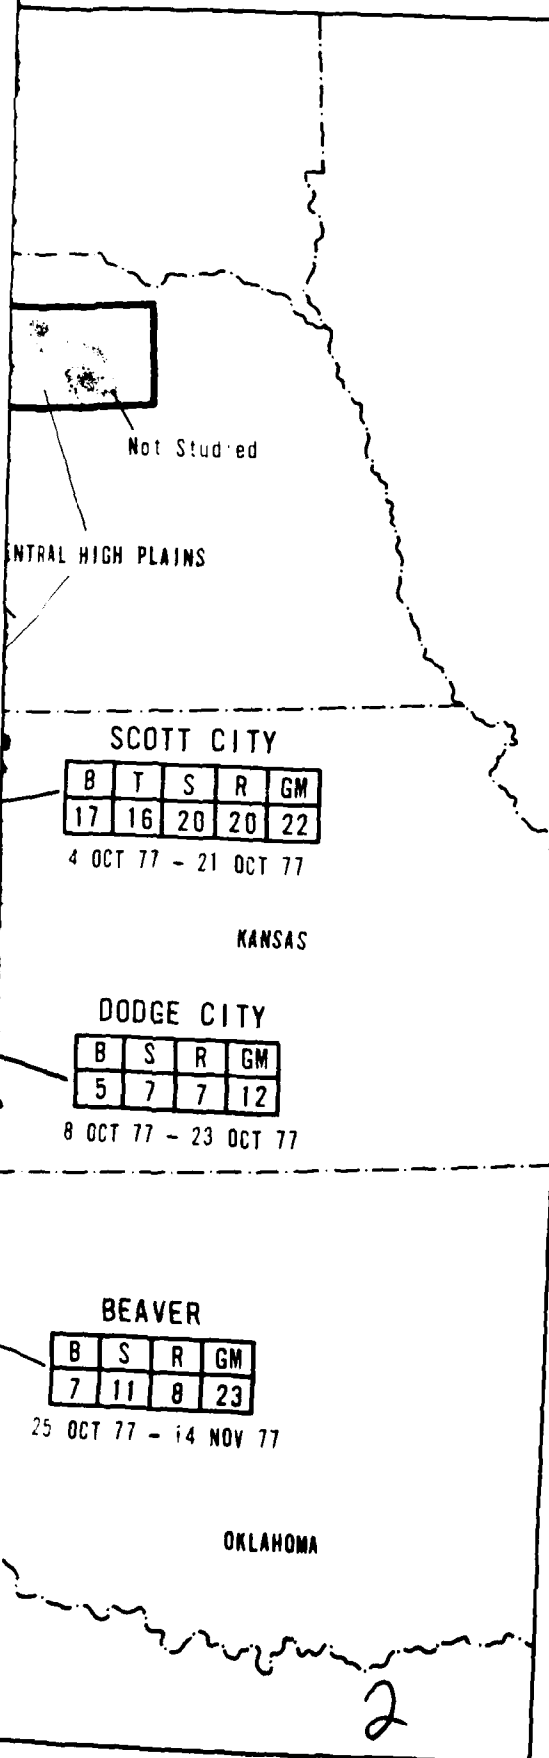 Not Studied
ENTRAL HIGH PLAINS
SCOTT CITY
B T S R GM
17 16 20 20 22
4 OCT 77 - 21 OCT 77
KANSAS
DODGE CITY
B S R GM
5 7 7 12
8 OCT 77 - 23 OCT 77
BEAVER
B S R GM
7 11 8 23
25 OCT 77 - 14 NOV 77
OKLAHOMA
2